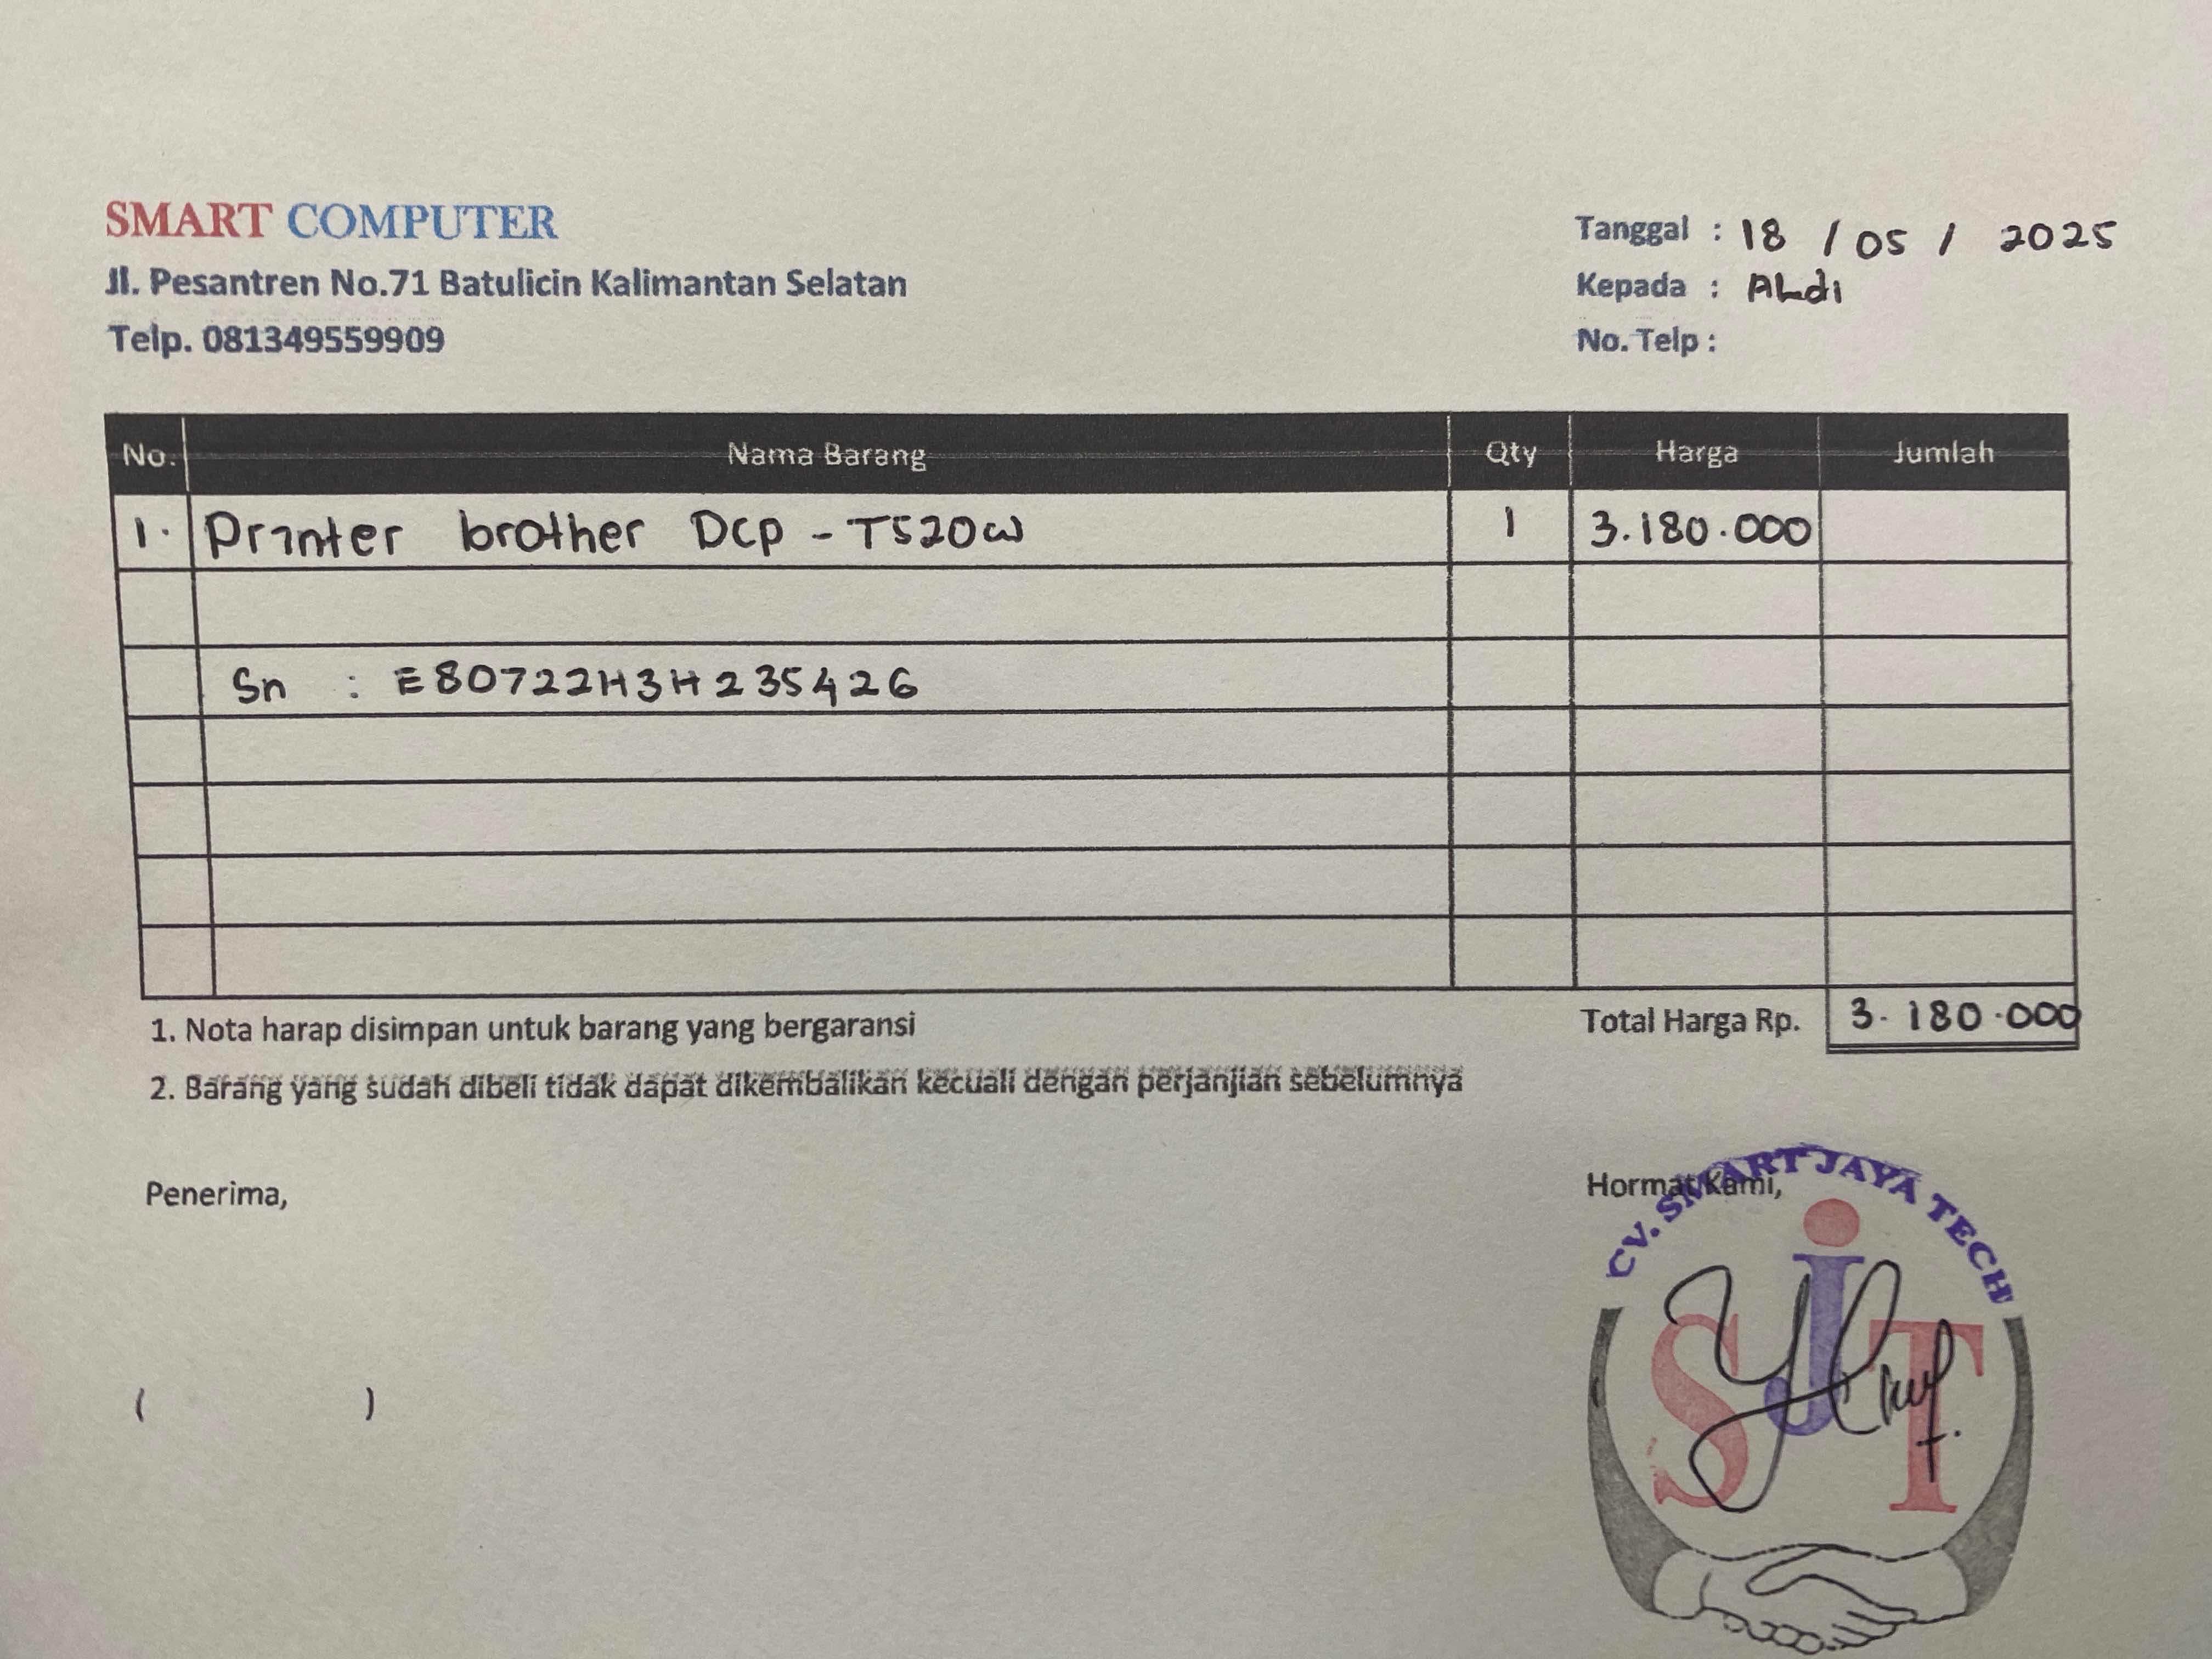 SMART COMPUTER
Jl. Pesantren No.71 Batulicin Kalimantan Selatan
Telp. 081349559909
Tanggal : 18 / 05 / 2025
Kepada : ALdi
No. Telp :
No. Nama Barang Qty Harga Jumlah
1. Printer brother Dcp - T520w 1 3.180.000
Sn : E80722H3H235426
Total Harga Rp. 3.180.000
1. Nota harap disimpan untuk barang yang bergaransi
2. Barang yang sudah dibeli tidak dapat dikembalikan kecuali dengan perjanjian sebelumnya
Penerima,
Hormat Kami,
CV. SMART JAYA TECH
SJT
( )